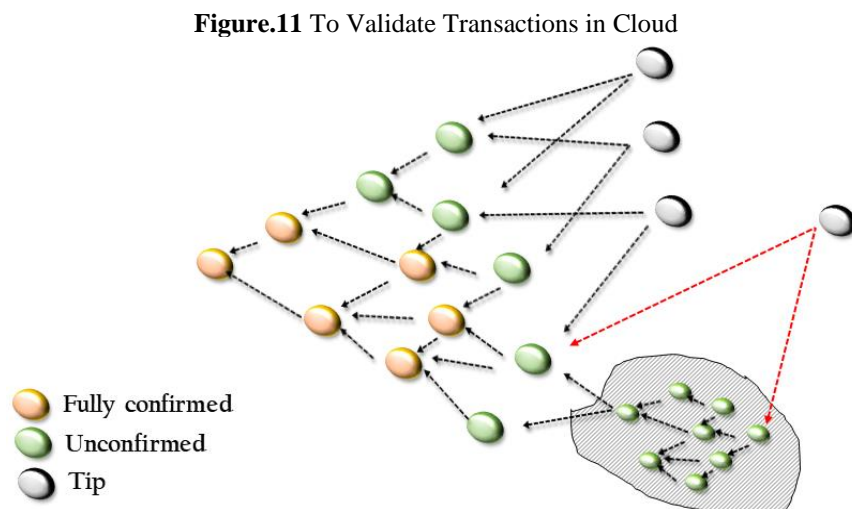 Figure.11 To Validate Transactions in Cloud
Fully confirmed
Unconfirmed
Tip